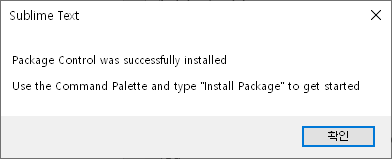 Sublime Text
Package Control was successfully installed
Use the Command Palette and type "Install Package" to get started
확인